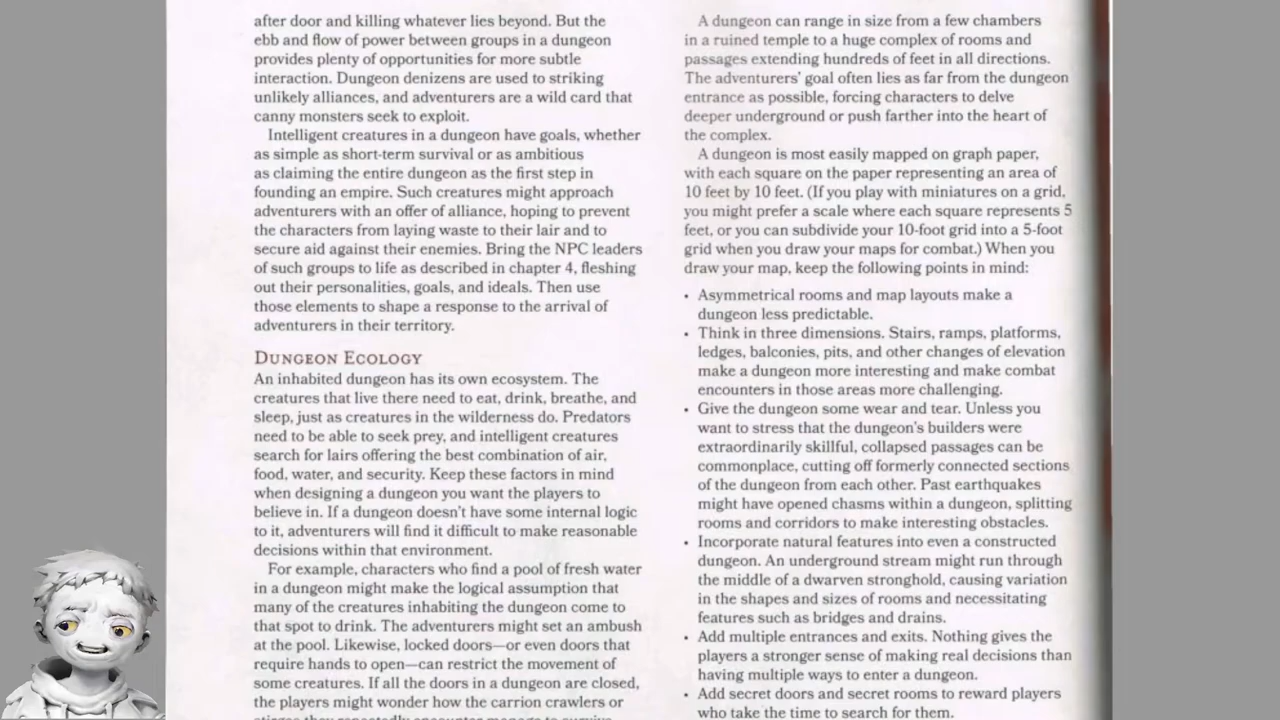 after door and killing whatever lies beyond. But the
ebb and flow of power between groups in a dungeon
provides plenty of opportunities for more subtle
interaction. Dungeon denizens are used to striking
unlikely alliances, and adventurers are a wild card that
canny monsters seek to exploit.
Intelligent creatures in a dungeon have goals, whether
as simple as short-term survival or as ambitious
as claiming the entire dungeon as the first step in
founding an empire. Such creatures might approach
adventurers with an offer of alliance, hoping to prevent
the characters from laying waste to their lair and to
secure aid against their enemies. Bring the NPC leaders
of such groups to life as described in chapter 4, fleshing
out their personalities, goals, and ideals. Then use
those elements to shape a response to the arrival of
adventurers in their territory.
Dungeon Ecology
An inhabited dungeon has its own ecosystem. The
creatures that live there need to eat, drink, breathe, and
sleep, just as creatures in the wilderness do. Predators
need to be able to seek prey, and intelligent creatures
search for lairs offering the best combination of air,
food, water, and security. Keep these factors in mind
when designing a dungeon you want the players to
believe in. If a dungeon doesn't have some internal logic
to it, adventurers will find it difficult to make reasonable
decisions within that environment.
For example, characters who find a pool of fresh water
in a dungeon might make the logical assumption that
many of the creatures inhabiting the dungeon come to
that spot to drink. The adventurers might set an ambush
at the pool. Likewise, locked doors—or even doors that
require hands to open—can restrict the movement of
some creatures. If all the doors in a dungeon are closed,
the players might wonder how the carrion crawlers or
A dungeon can range in size from a few chambers
in a ruined temple to a huge complex of rooms and
passages extending hundreds of feet in all directions.
The adventurers' goal often lies as far from the dungeon
entrance as possible, forcing characters to delve
deeper underground or push farther into the heart of
the complex.
A dungeon is most easily mapped on graph paper,
with each square on the paper representing an area of
10 feet by 10 feet. (If you play with miniatures on a grid,
you might prefer a scale where each square represents 5
feet, or you can subdivide your 10-foot grid into a 5-foot
grid when you draw your maps for combat.) When you
draw your map, keep the following points in mind:
• Asymmetrical rooms and map layouts make a
dungeon less predictable.
• Think in three dimensions. Stairs, ramps, platforms,
ledges, balconies, pits, and other changes of elevation
make a dungeon more interesting and make combat
encounters in those areas more challenging.
• Give the dungeon some wear and tear. Unless you
want to stress that the dungeon's builders were
extraordinarily skillful, collapsed passages can be
commonplace, cutting off formerly connected sections
of the dungeon from each other. Past earthquakes
might have opened chasms within a dungeon, splitting
rooms and corridors to make interesting obstacles.
• Incorporate natural features into even a constructed
dungeon. An underground stream might run through
the middle of a dwarven stronghold, causing variation
in the shapes and sizes of rooms and necessitating
features such as bridges and drains.
• Add multiple entrances and exits. Nothing gives the
players a stronger sense of making real decisions than
having multiple ways to enter a dungeon.
• Add secret doors and secret rooms to reward players
who take the time to search for them.